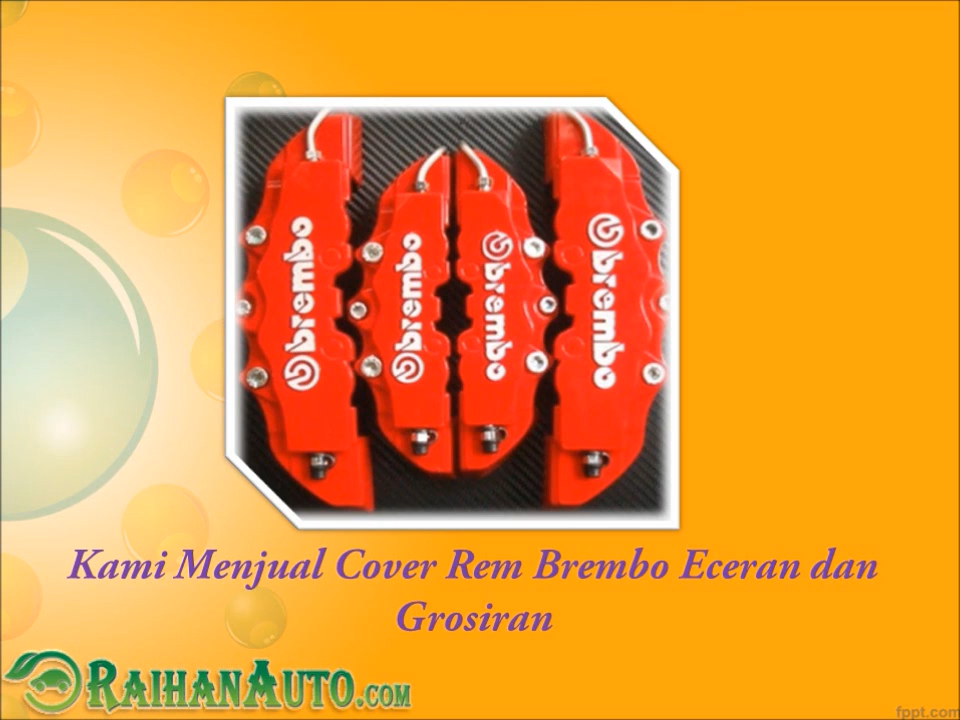 brembo
brembo
brembo
brembo
Kami Menjual Cover Rem Brembo Eceran dan
Grosiran
RAIHANAUTO.COM
fppt.com